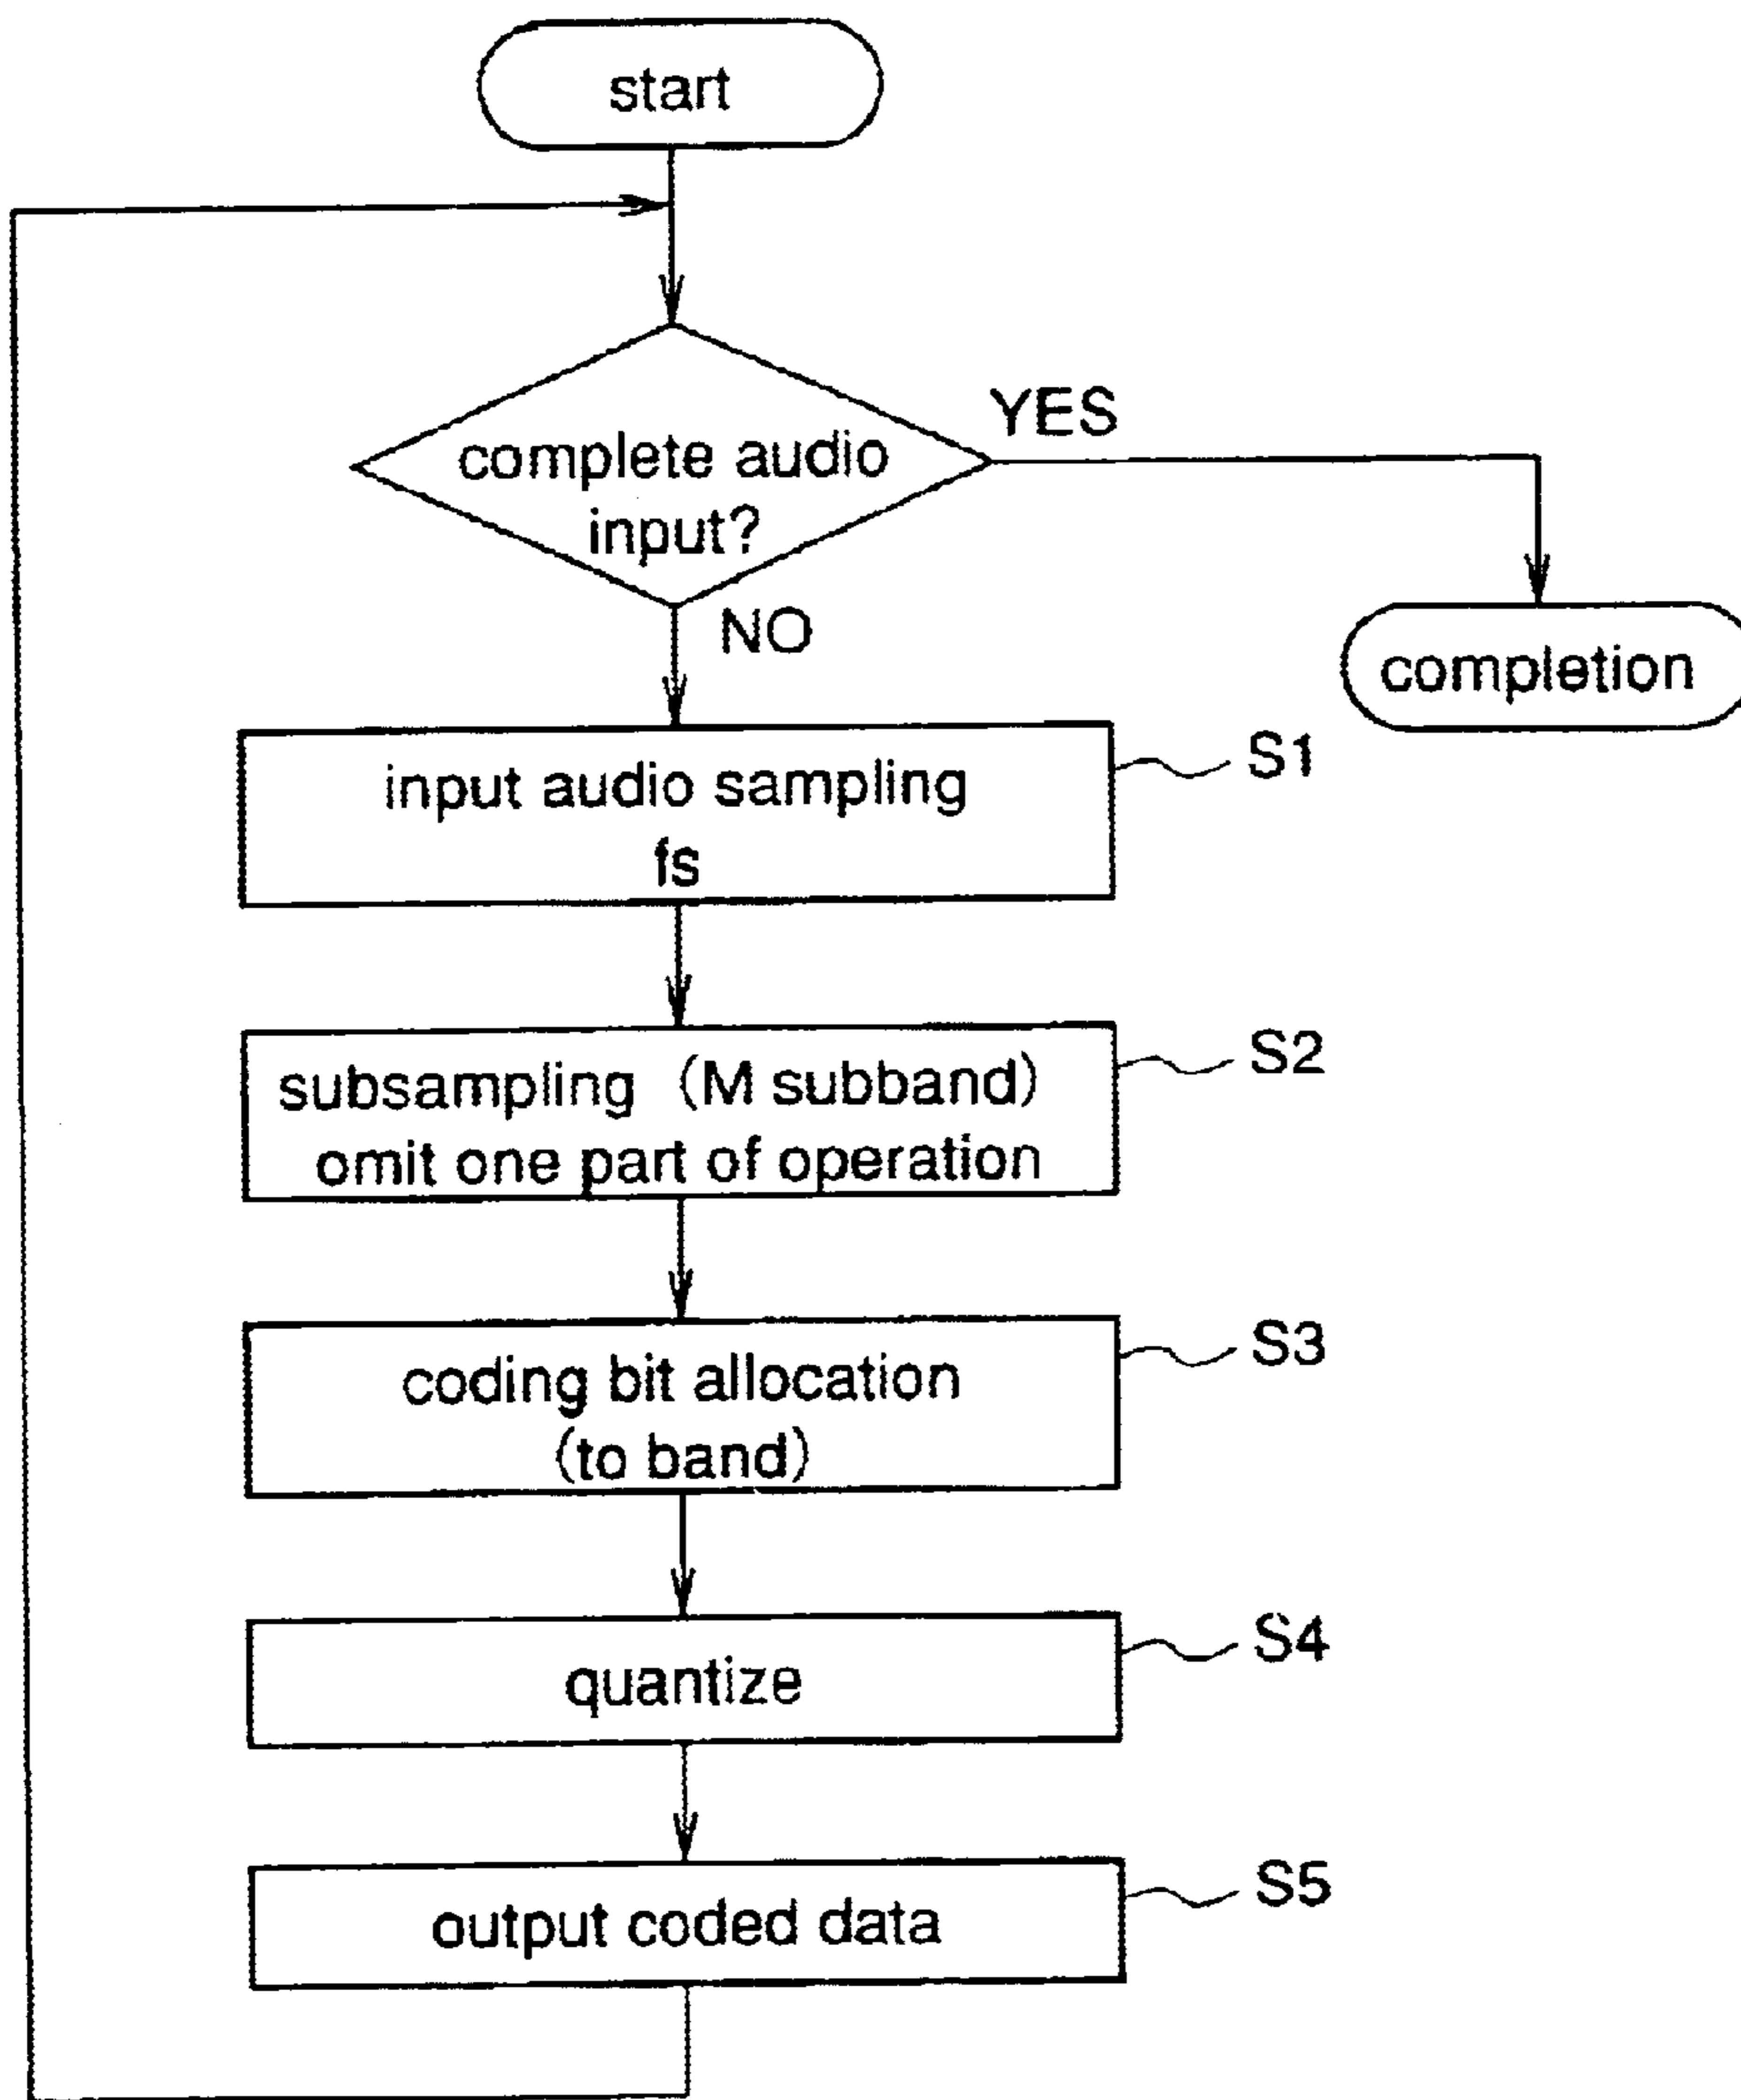 start
complete audio
input?
YES
NO
completion
input audio sampling
fs
S1
subsampling (M subband)
omit one part of operation
S2
coding bit allocation
(to band)
S3
quantize
S4
output coded data
S5